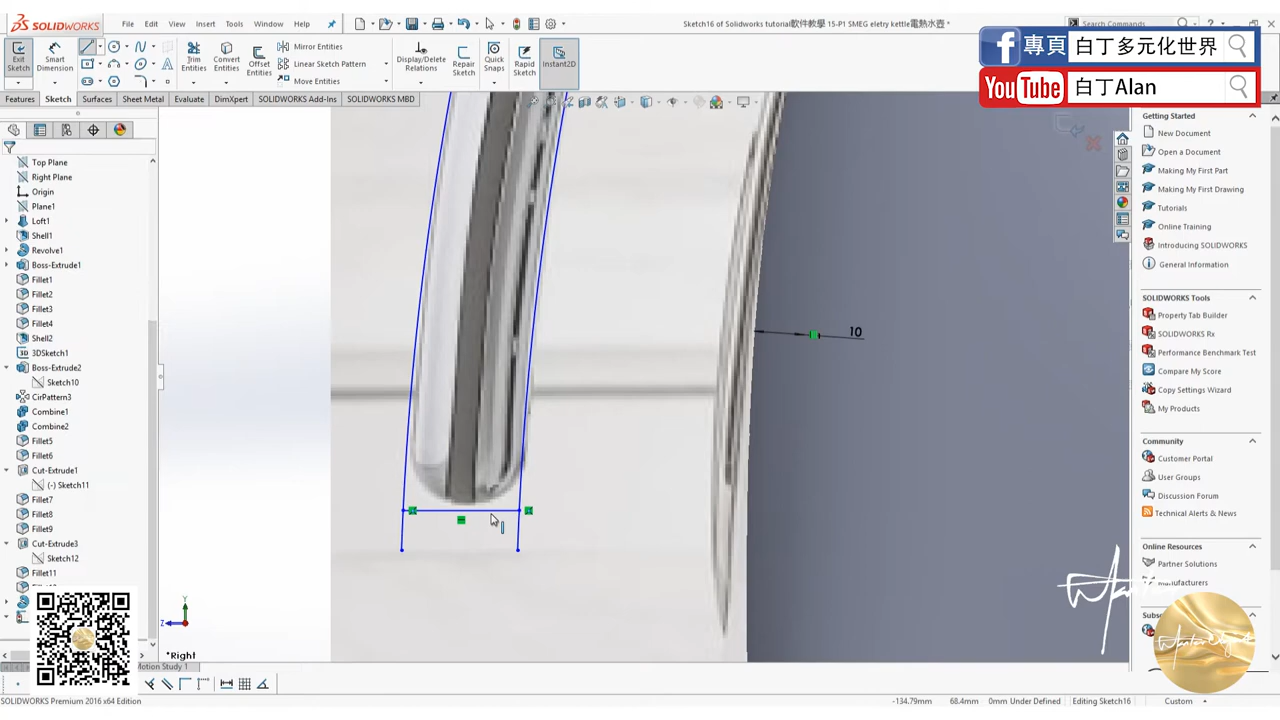 SOLIDWORKS
File Edit View Insert Tools Window Help
Sketch16 of Solidworks tutorial軟件教學 15-P1 SMEG eletry kettle電熱水壺 *
Search Commands
專頁 白丁多元化世界
YouTube 白丁Alan
Exit Sketch
Smart Dimension
Trim Entities
Convert Entities
Offset Entities
Mirror Entities
Linear Sketch Pattern
Move Entities
Display/Delete Relations
Repair Sketch
Quick Snaps
Rapid Sketch
Instant2D
Features Sketch Surfaces Sheet Metal Evaluate DimXpert SOLIDWORKS Add-Ins SOLIDWORKS MBD
Top Plane
Right Plane
Origin
Plane1
Loft1
Shell1
Revolve1
Boss-Extrude1
Fillet1
Fillet2
Fillet3
Fillet4
Shell2
3DSketch1
Boss-Extrude2
Sketch10
CirPattern3
Combine1
Combine2
Fillet5
Fillet6
Cut-Extrude1
(-) Sketch11
Fillet7
Fillet8
Fillet9
Cut-Extrude3
Sketch12
Fillet11
10
Y
Z
*Right
Getting Started
New Document
Open a Document
Making My First Part
Making My First Drawing
Tutorials
Online Training
Introducing SOLIDWORKS
General Information
SOLIDWORKS Tools
Property Tab Builder
SOLIDWORKS Rx
Performance Benchmark Test
Compare My Score
Copy Settings Wizard
My Products
Community
Customer Portal
User Groups
Discussion Forum
Technical Alerts & News
Online Resources
Partner Solutions
Manufacturers
Motion Study 1
SOLIDWORKS Premium 2016 x64 Edition
-134.79mm 68.4mm 0mm Under Defined Editing Sketch16 Custom